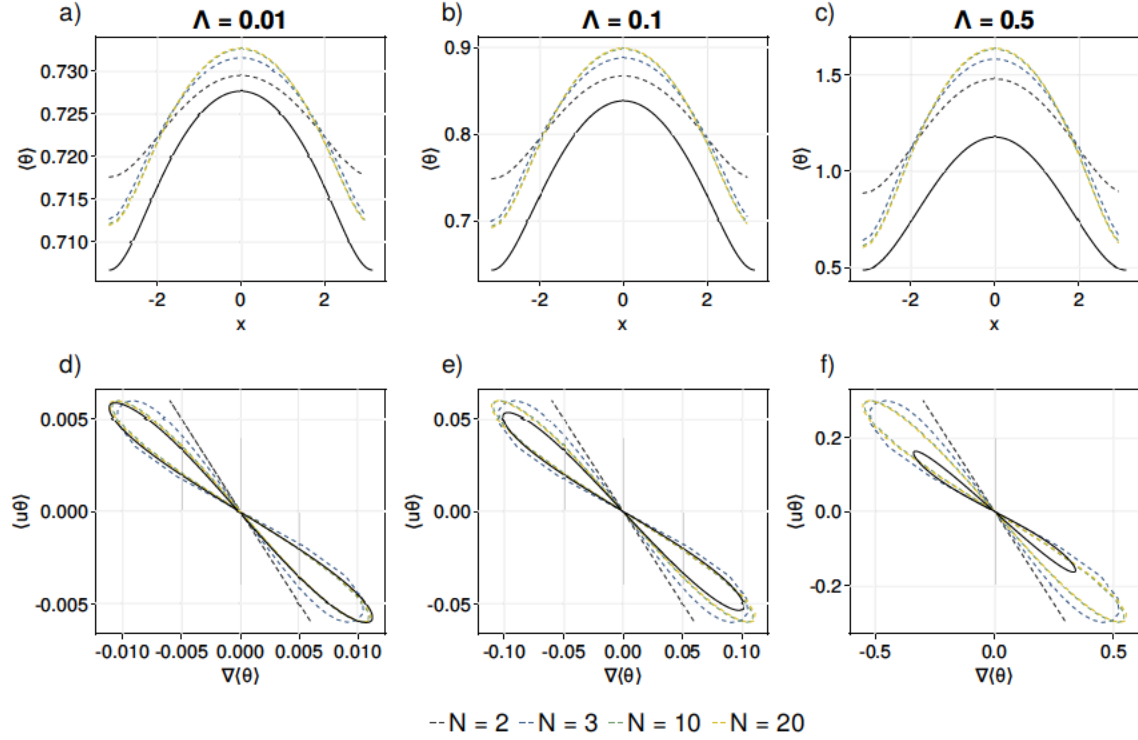 a) Λ = 0.01 b) Λ = 0.1 c) Λ = 0.5
0.730
0.725
0.720
0.715
0.710
⟨θ⟩
-2 0 2
x
0.9
0.8
0.7
⟨θ⟩
-2 0 2
x
1.5
1.0
0.5
⟨θ⟩
-2 0 2
x
d) e) f)
0.005
0.000
-0.005
⟨uθ⟩
-0.010 -0.005 0.000 0.005 0.010
∇⟨θ⟩
0.05
0.00
-0.05
⟨uθ⟩
-0.10 -0.05 0.00 0.05 0.10
∇⟨θ⟩
0.2
0.0
-0.2
⟨uθ⟩
-0.5 0.0 0.5
∇⟨θ⟩
N = 2 N = 3 N = 10 N = 20